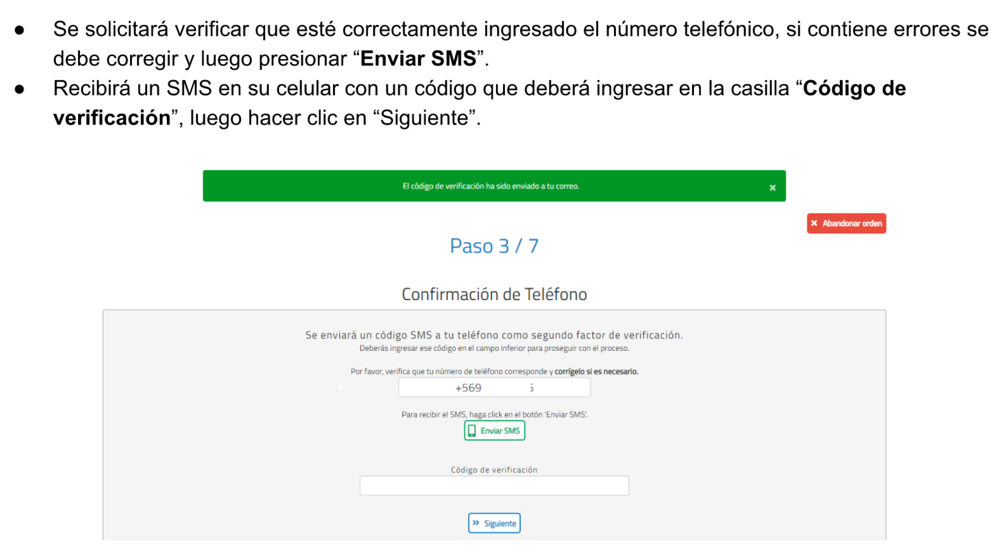 ● Se solicitará verificar que esté correctamente ingresado el número telefónico, si contiene errores se
debe corregir y luego presionar “Enviar SMS”.
● Recibirá un SMS en su celular con un código que deberá ingresar en la casilla “Código de
verificación”, luego hacer clic en “Siguiente”.
El código de verificación ha sido enviado a tu correo.
× Abandonar orden
Paso 3 / 7
Confirmación de Teléfono
Se enviará un código SMS a tu teléfono como segundo factor de verificación.
Deberás ingresar ese código en el campo inferior para proseguir con el proceso.
Por favor, verifica que tu número de teléfono corresponde y corrígelo si es necesario.
+569
Para recibir el SMS, haga click en el botón 'Enviar SMS'.
Enviar SMS
Código de verificación
» Siguiente